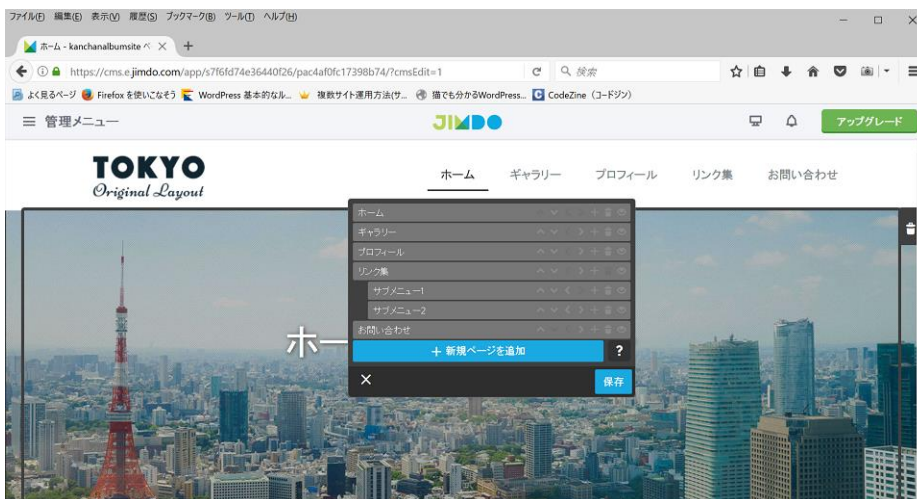 ファイル(F) 編集(E) 表示(V) 履歴(S) ブックマーク(B) ツール(T) ヘルプ(H)
ホーム - kanchanalbumsite ペ
https://cms.e.jimdo.com/app/s7f6fd74e36440f26/pac4af0fc17398b74/?cmsEdit=1
検索
よく見るページ Firefox を使いこなそう WordPress 基本的なル... 複数サイト運用方法(サ... 猫でも分かるWordPress... CodeZine（コードジン）
管理メニュー
JIMDO
アップグレード
TOKYO
Original Layout
ホーム ギャラリー プロフィール リンク集 お問い合わせ
ホーム
ギャラリー
プロフィール
リンク集
サブメニュー1
サブメニュー2
お問い合わせ
ホー
+ 新規ページを追加 ?
保存